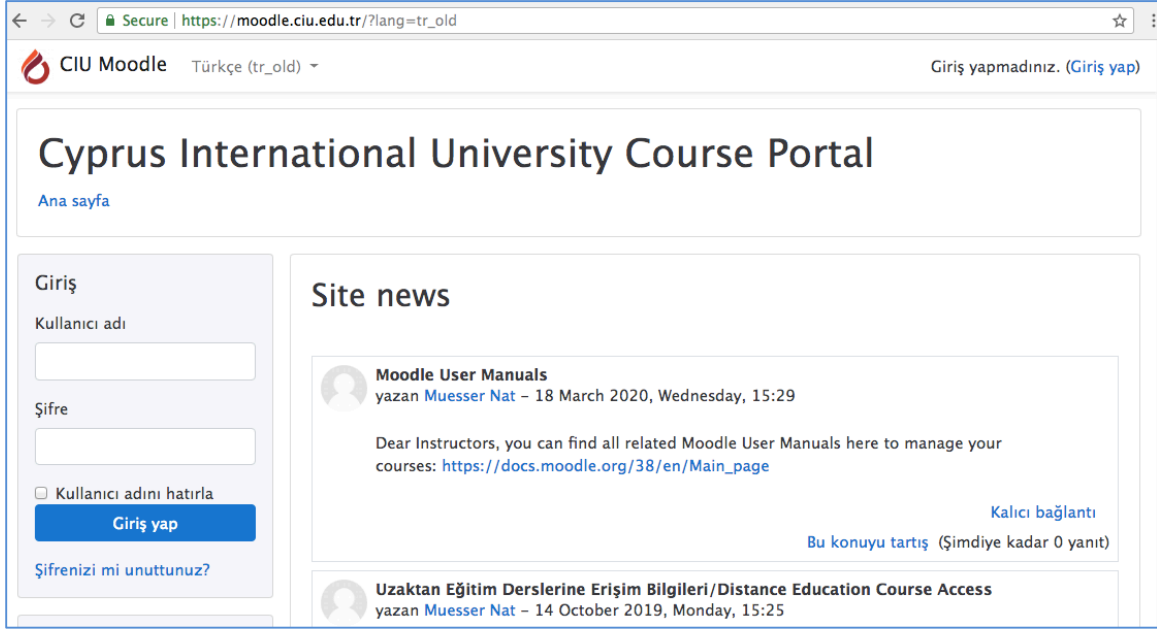 Secure | https://moodle.ciu.edu.tr/?lang=tr_old
CIU Moodle Türkçe (tr_old) Giriş yapmadınız. (Giriş yap)
Cyprus International University Course Portal
Ana sayfa
Giriş
Kullanıcı adı
Şifre
Kullanıcı adını hatırla
Giriş yap
Şifrenizi mi unuttunuz?
Site news
Moodle User Manuals
yazan Muesser Nat – 18 March 2020, Wednesday, 15:29
Dear Instructors, you can find all related Moodle User Manuals here to manage your
courses: https://docs.moodle.org/38/en/Main_page
Kalıcı bağlantı
Bu konuyu tartış (Şimdiye kadar 0 yanıt)
Uzaktan Eğitim Derslerine Erişim Bilgileri/Distance Education Course Access
yazan Muesser Nat – 14 October 2019, Monday, 15:25